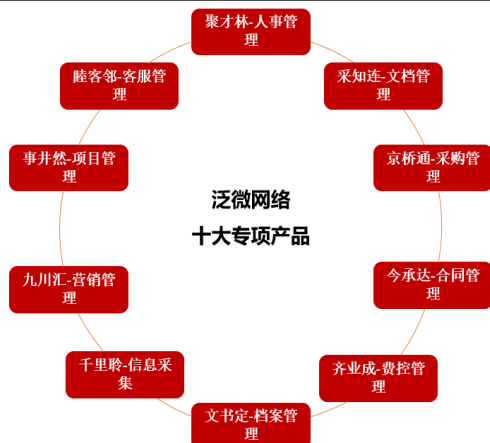 聚才林-人事管
理
采知连-文档管
理
京桥通-采购管
理
今承达-合同管
理
齐业成-费控管
理
文书定-档案管
理
千里聆-信息采
集
九川汇-营销管
理
事井然-项目管
理
睦客邻-客服管
理
泛微网络
十大专项产品